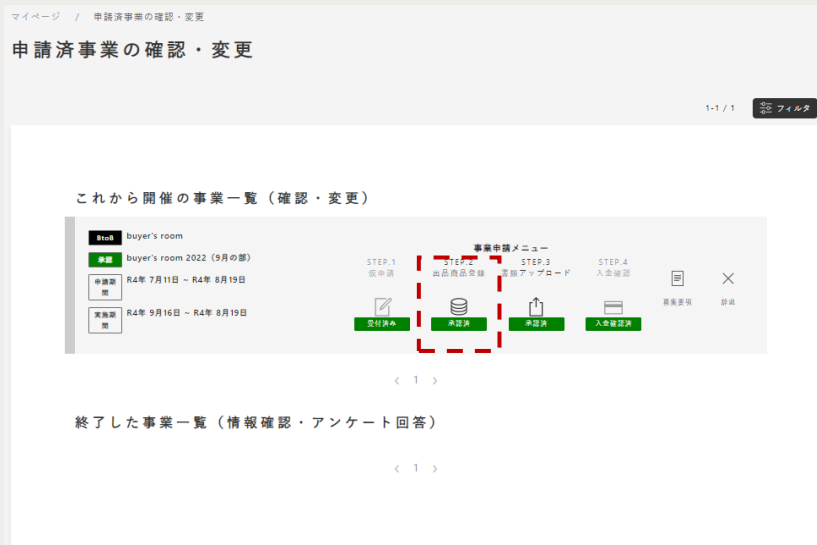 マイページ / 申請済事業の確認・変更
申請済事業の確認・変更
1-1 / 1 フィルタ
これから開催の事業一覧（確認・変更）
BtoB buyer's room
承認 buyer's room 2022（9月の部）
申請期間 R4年 7月11日 ~ R4年 8月19日
実施期間 R4年 9月16日 ~ R4年 8月19日
事業申請メニュー
STEP.1 STEP.2 STEP.3 STEP.4
仮申請 出品商品登録 書類アップロード 入金確認
受付済み 承認済 承認済 入金確認済
募集要項 辞退
< 1 >
終了した事業一覧（情報確認・アンケート回答）
< 1 >